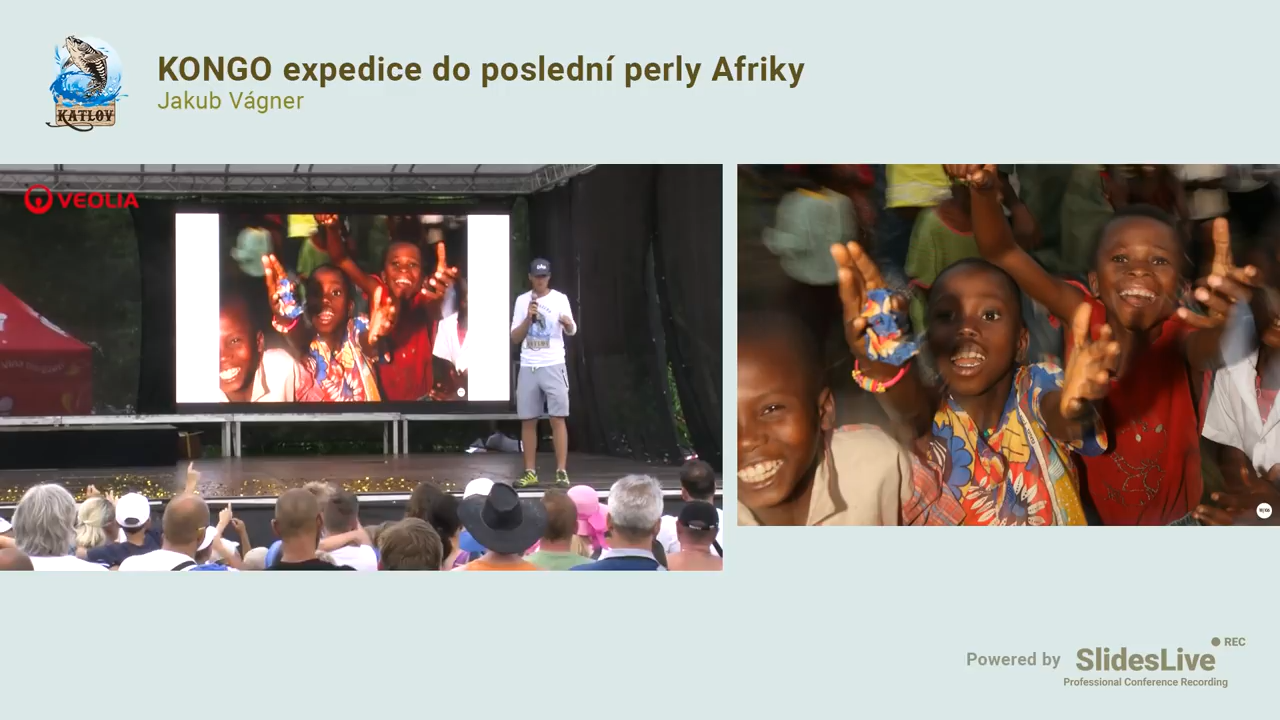 KONGO expedice do poslední perly Afriky
Jakub Vágner
KATLOV
VEOLIA
REC
Powered by SlidesLive
Professional Conference Recording